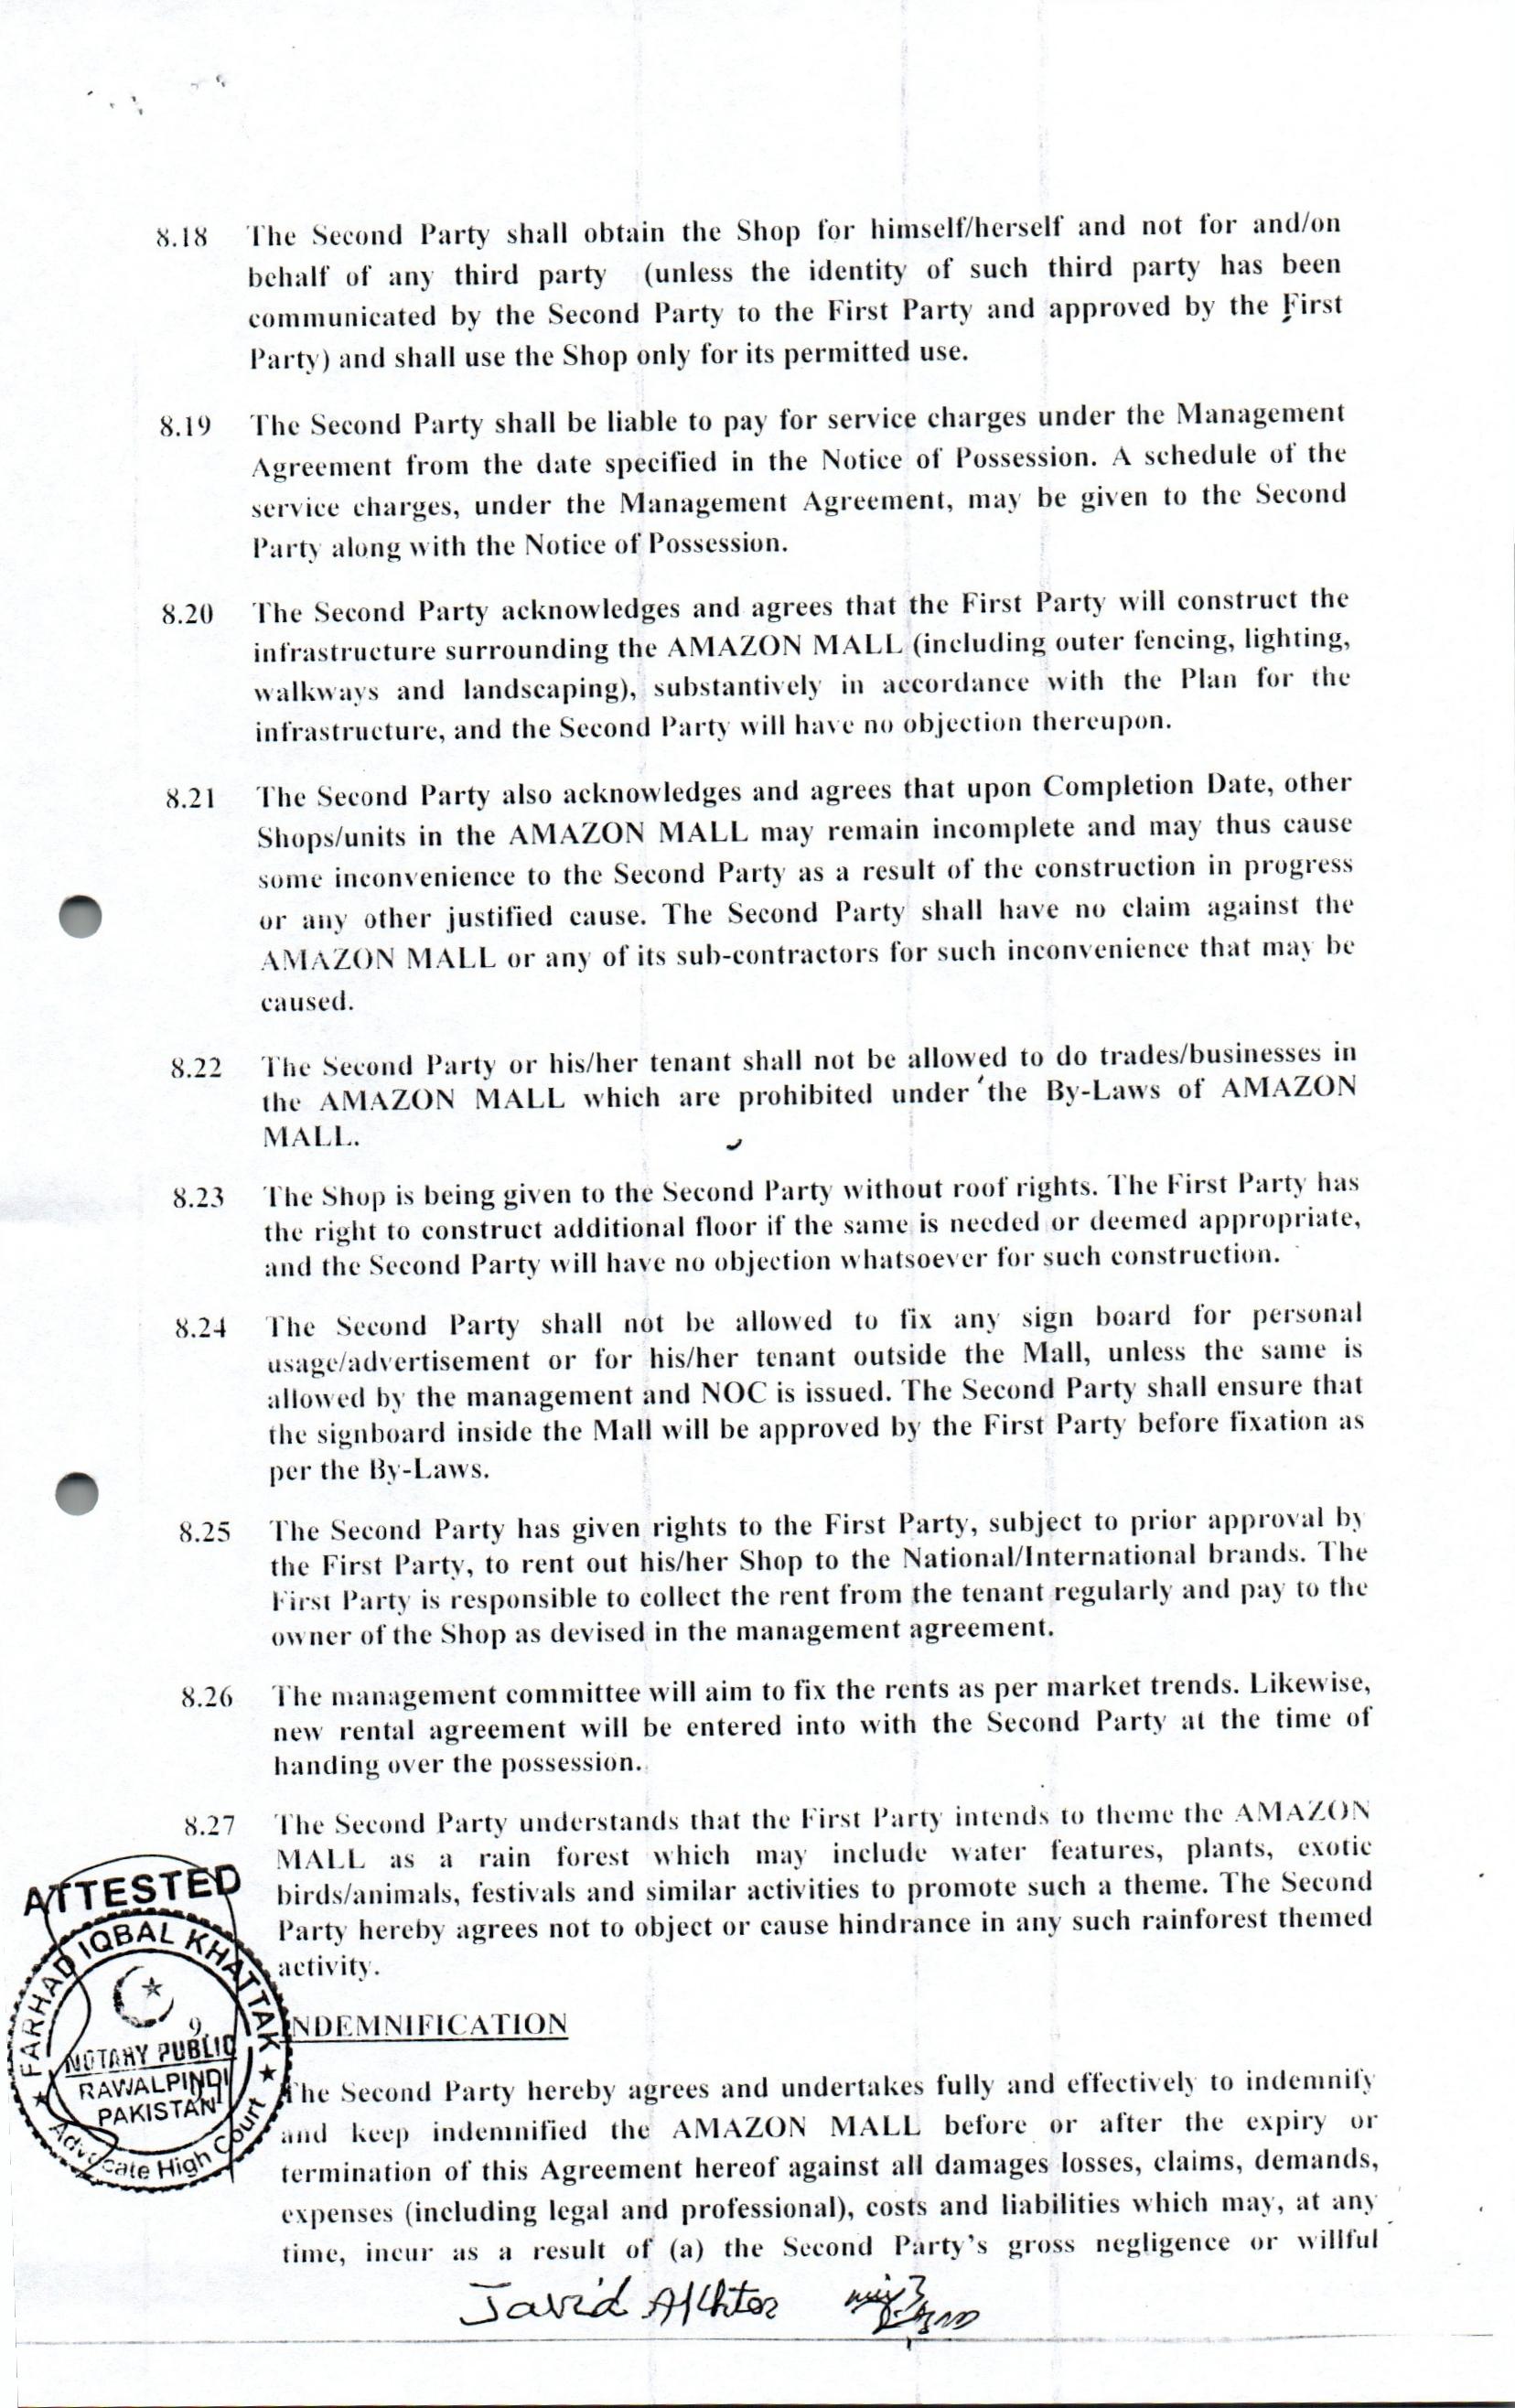 8.18 The Second Party shall obtain the Shop for himself/herself and not for and/on
behalf of any third party (unless the identity of such third party has been
communicated by the Second Party to the First Party and approved by the First
Party) and shall use the Shop only for its permitted use.
8.19 The Second Party shall be liable to pay for service charges under the Management
Agreement from the date specified in the Notice of Possession. A schedule of the
service charges, under the Management Agreement, may be given to the Second
Party along with the Notice of Possession.
8.20 The Second Party acknowledges and agrees that the First Party will construct the
infrastructure surrounding the AMAZON MALL (including outer fencing, lighting,
walkways and landscaping), substantively in accordance with the Plan for the
infrastructure, and the Second Party will have no objection thereupon.
8.21 The Second Party also acknowledges and agrees that upon Completion Date, other
Shops/units in the AMAZON MALL may remain incomplete and may thus cause
some inconvenience to the Second Party as a result of the construction in progress
or any other justified cause. The Second Party shall have no claim against the
AMAZON MALL or any of its sub-contractors for such inconvenience that may be
caused.
8.22 The Second Party or his/her tenant shall not be allowed to do trades/businesses in
the AMAZON MALL which are prohibited under the By-Laws of AMAZON
MALL.
8.23 The Shop is being given to the Second Party without roof rights. The First Party has
the right to construct additional floor if the same is needed or deemed appropriate,
and the Second Party will have no objection whatsoever for such construction.
8.24 The Second Party shall not be allowed to fix any sign board for personal
usage/advertisement or for his/her tenant outside the Mall, unless the same is
allowed by the management and NOC is issued. The Second Party shall ensure that
the signboard inside the Mall will be approved by the First Party before fixation as
per the By-Laws.
8.25 The Second Party has given rights to the First Party, subject to prior approval by
the First Party, to rent out his/her Shop to the National/International brands. The
First Party is responsible to collect the rent from the tenant regularly and pay to the
owner of the Shop as devised in the management agreement.
8.26 The management committee will aim to fix the rents as per market trends. Likewise,
new rental agreement will be entered into with the Second Party at the time of
handing over the possession.
8.27 The Second Party understands that the First Party intends to theme the AMAZON
MALL as a rain forest which may include water features, plants, exotic
birds/animals, festivals and similar activities to promote such a theme. The Second
Party hereby agrees not to object or cause hindrance in any such rainforest themed
activity.
ATTESTED
FARHAD IQBAL KHATTAK
NOTARY PUBLIC
RAWALPINDI
PAKISTAN
Advocate High Court
9. INDEMNIFICATION
The Second Party hereby agrees and undertakes fully and effectively to indemnify
and keep indemnified the AMAZON MALL before or after the expiry or
termination of this Agreement hereof against all damages losses, claims, demands,
expenses (including legal and professional), costs and liabilities which may, at any
time, incur as a result of (a) the Second Party's gross negligence or willful
Javid Akhter